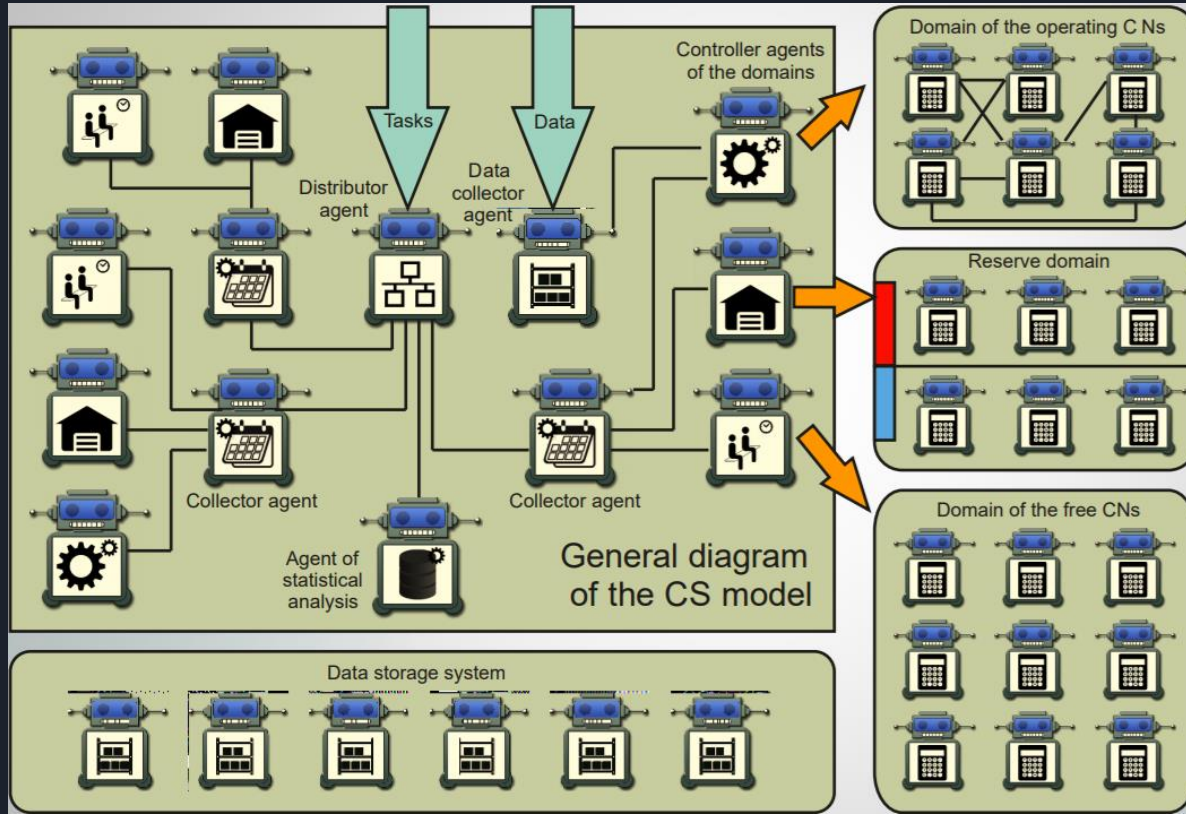 Tasks
Data
Controller agents
of the domains
Distributor
agent
Data
collector
agent
Collector agent
Collector agent
Agent of
statistical
analysis
General diagram
of the CS model
Data storage system
Domain of the operating C Ns
Reserve domain
Domain of the free CNs